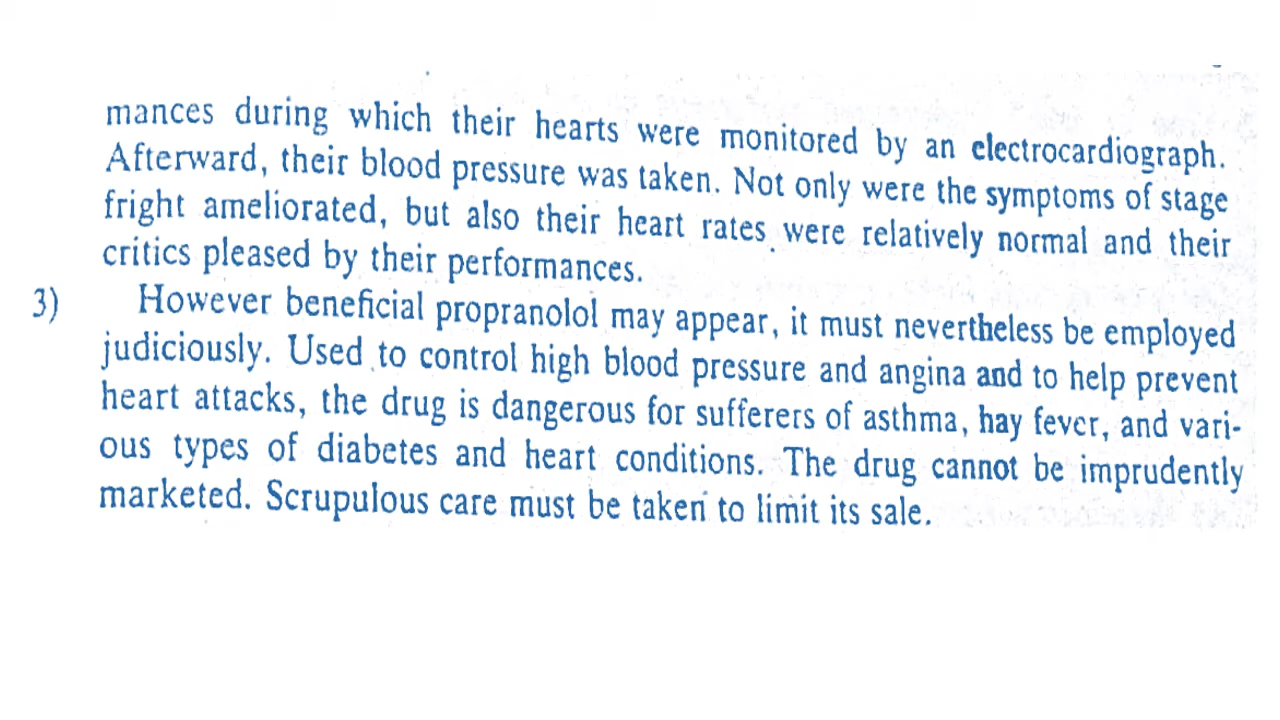 mances during which their hearts were monitored by an electrocardiograph.
Afterward, their blood pressure was taken. Not only were the symptoms of stage
fright ameliorated, but also their heart rates were relatively normal and their
critics pleased by their performances.
3) However beneficial propranolol may appear, it must nevertheless be employed
judiciously. Used to control high blood pressure and angina and to help prevent
heart attacks, the drug is dangerous for sufferers of asthma, hay fever, and vari-
ous types of diabetes and heart conditions. The drug cannot be imprudently
marketed. Scrupulous care must be taken to limit its sale.